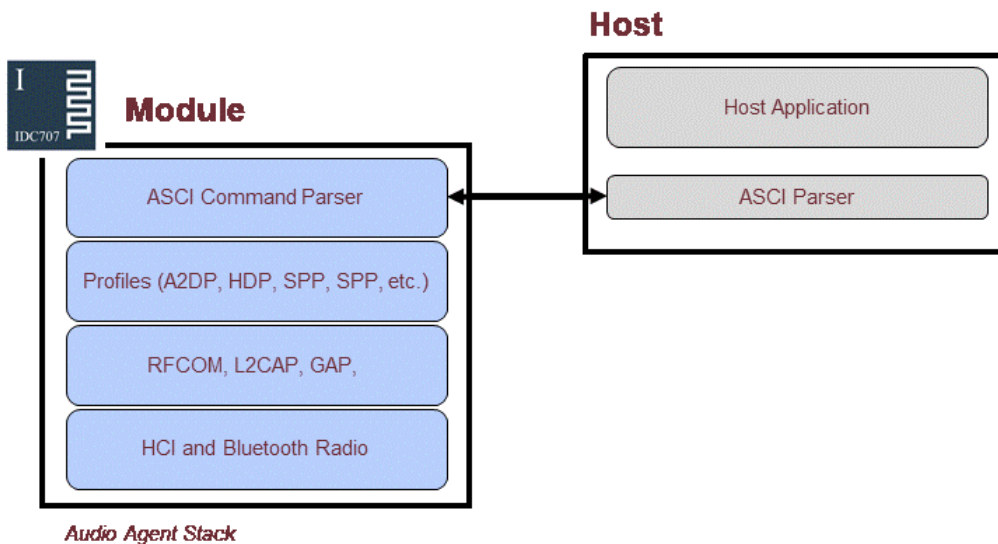 Host
Host Application
ASCI Parser
I
IDC707
Module
ASCI Command Parser
Profiles (A2DP, HDP, SPP, SPP, etc.)
RFCOM, L2CAP, GAP,
HCI and Bluetooth Radio
Audio Agent Stack